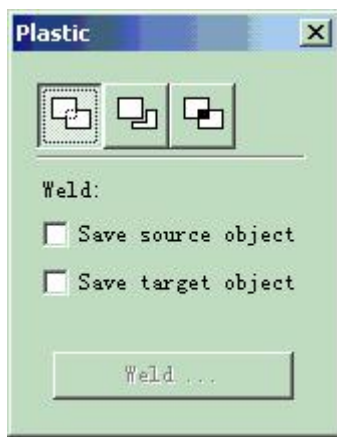 Plastic
Weld:
Save source object
Save target object
Weld ...